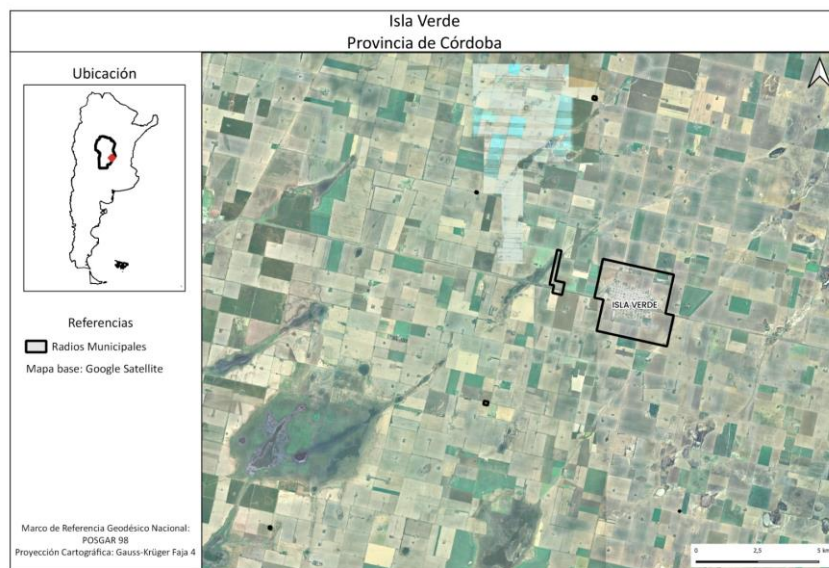 Isla Verde
Provincia de Córdoba
Ubicación
Referencias
Radios Municipales
Mapa base: Google Satellite
Marco de Referencia Geodésico Nacional:
POSGAR 98
Proyección Cartográfica: Gauss-Krüger Faja 4
ISLA VERDE
0 2,5 5 km